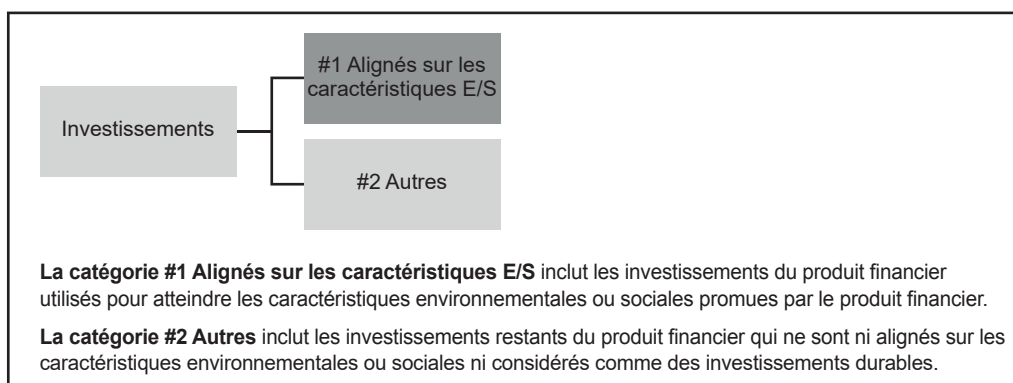 #1 Alignés sur les
caractéristiques E/S
Investissements
#2 Autres
La catégorie #1 Alignés sur les caractéristiques E/S inclut les investissements du produit financier
utilisés pour atteindre les caractéristiques environnementales ou sociales promues par le produit financier.
La catégorie #2 Autres inclut les investissements restants du produit financier qui ne sont ni alignés sur les
caractéristiques environnementales ou sociales ni considérés comme des investissements durables.